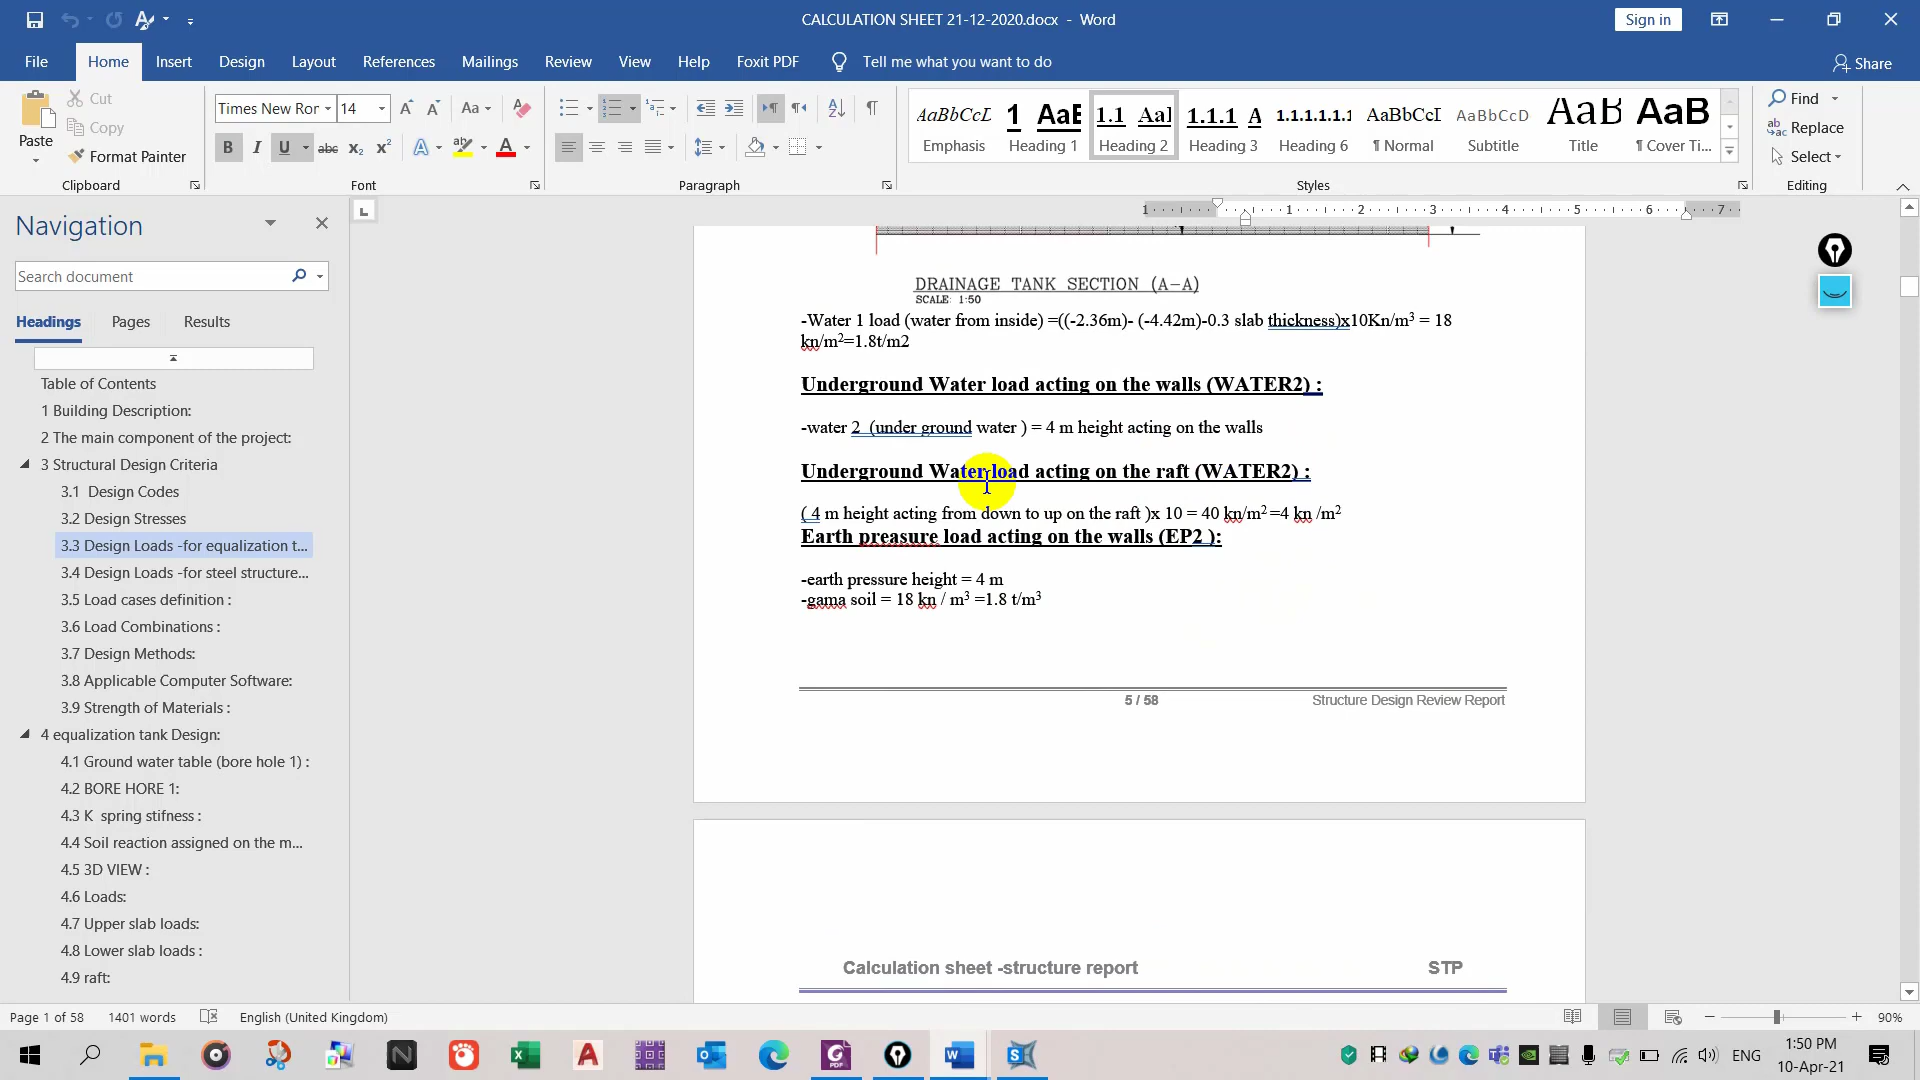 CALCULATION SHEET 21-12-2020.docx - Word
Sign in
File Home Insert Design Layout References Mailings Review View Help Foxit PDF Tell me what you want to do Share
Paste
Cut
Copy
Format Painter
Clipboard
Times New Ror 14
Font
Paragraph
AaBbCcL 1 AaE 1.1 AaI 1.1.1 A 1.1.1.1.1.1 AaBbCcI AaBbCcD AaB AaB
Emphasis Heading 1 Heading 2 Heading 3 Heading 6 ¶ Normal Subtitle Title ¶ Cover Ti...
Styles
Find
Replace
Select
Editing
Navigation
Search document
Headings Pages Results
Table of Contents
1 Building Description:
2 The main component of the project:
3 Structural Design Criteria
3.1 Design Codes
3.2 Design Stresses
3.3 Design Loads -for equalization t...
3.4 Design Loads -for steel structure...
3.5 Load cases definition :
3.6 Load Combinations :
3.7 Design Methods:
3.8 Applicable Computer Software:
3.9 Strength of Materials :
4 equalization tank Design:
4.1 Ground water table (bore hole 1) :
4.2 BORE HORE 1:
4.3 K spring stifness :
4.4 Soil reaction assigned on the m...
4.5 3D VIEW :
4.6 Loads:
4.7 Upper slab loads:
4.8 Lower slab loads :
4.9 raft:
1 1 2 3 4 5 6 7
DRAINAGE TANK SECTION (A-A)
SCALE: 1:50
-Water 1 load (water from inside) =((-2.36m)- (-4.42m)-0.3 slab thickness)x10Kn/m³ = 18
kn/m²=1.8t/m2
Underground Water load acting on the walls (WATER2) :
-water 2 (under ground water ) = 4 m height acting on the walls
Underground Water load acting on the raft (WATER2) :
( 4 m height acting from down to up on the raft )x 10 = 40 kn/m² =4 kn /m²
Earth preasure load acting on the walls (EP2 ):
-earth pressure height = 4 m
-gama soil = 18 kn / m³ =1.8 t/m³
5 / 58 Structure Design Review Report
Calculation sheet -structure report STP
Page 1 of 58 1401 words English (United Kingdom) 90%
ENG
1:50 PM
10-Apr-21